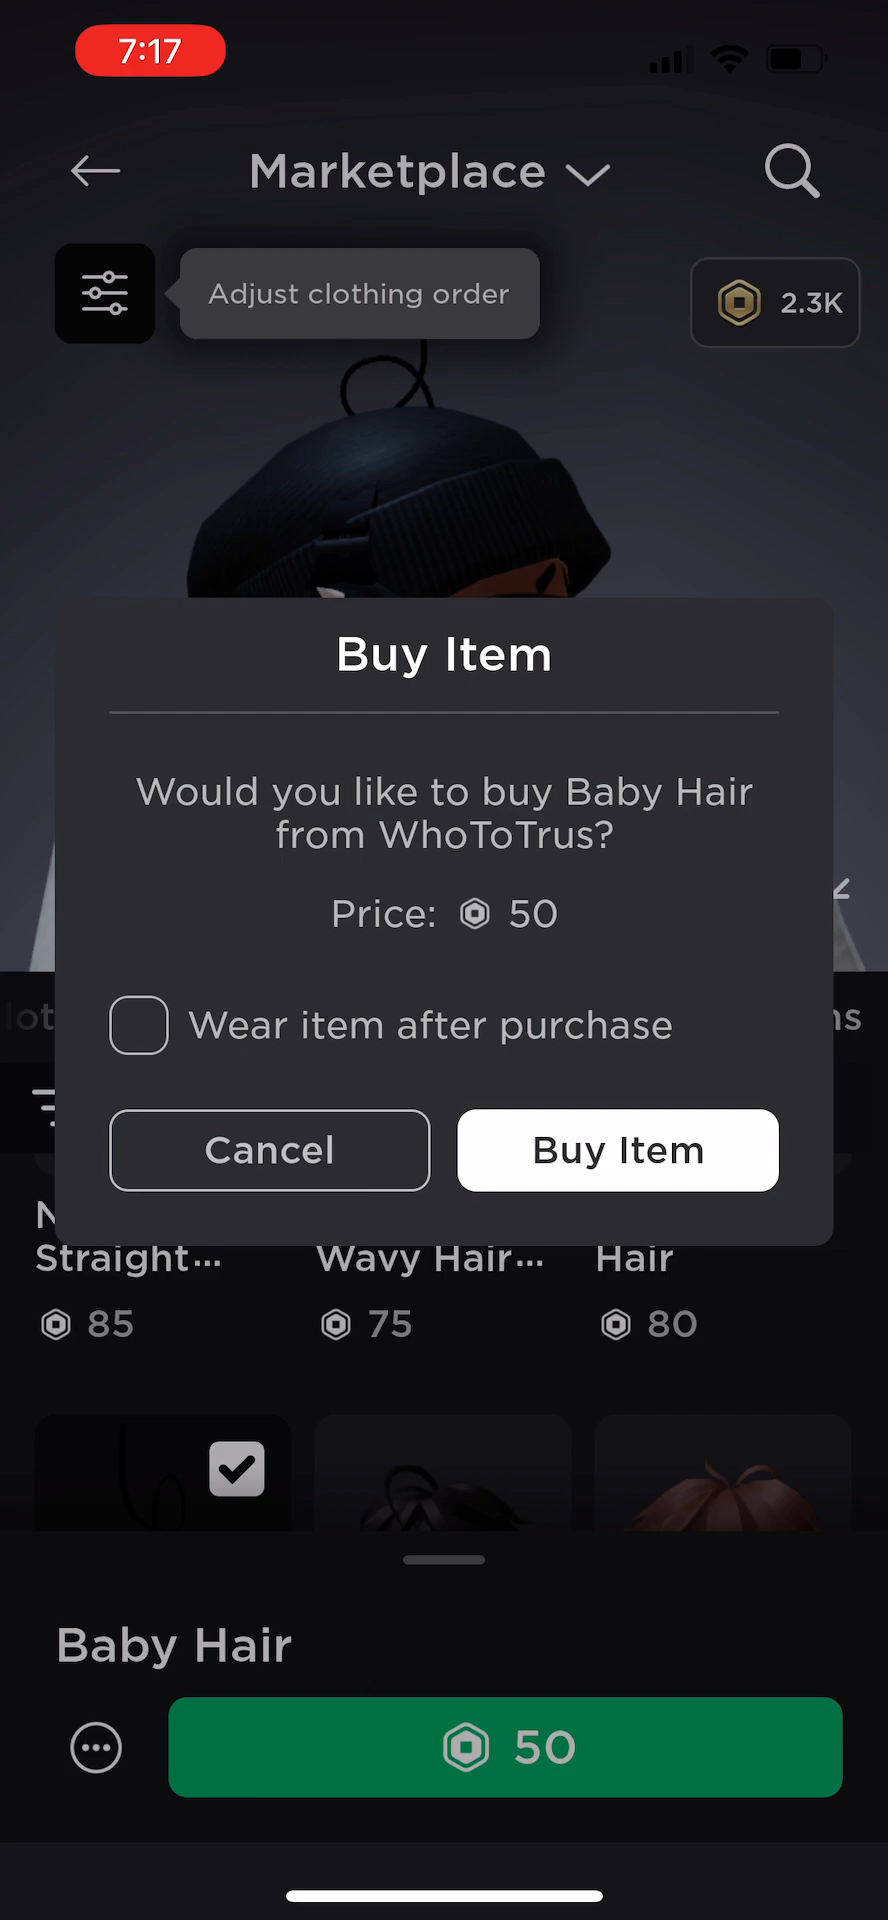 7:17
Marketplace
Adjust clothing order
2.3K
Buy Item
Would you like to buy Baby Hair
from WhoToTrus?
Price: 50
Wear item after purchase
Cancel
Buy Item
Straight...
Wavy Hair...
Hair
85
75
80
Baby Hair
50